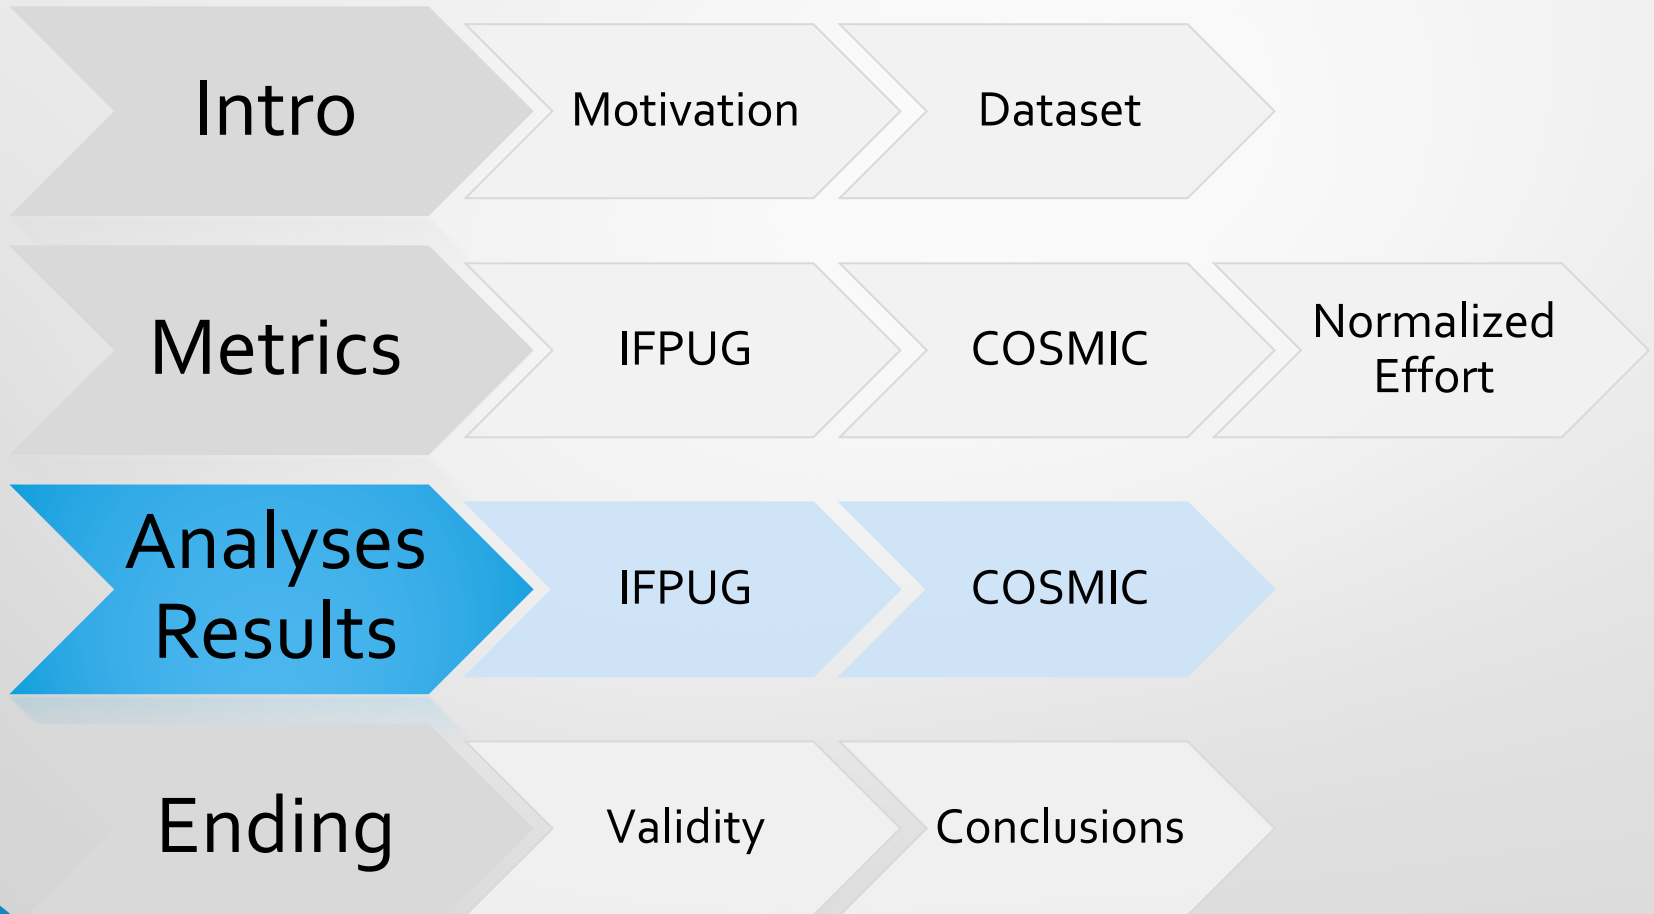 Intro
Motivation
Dataset
Metrics
IFPUG
COSMIC
Normalized
Effort
Analyses
Results
IFPUG
COSMIC
Ending
Validity
Conclusions